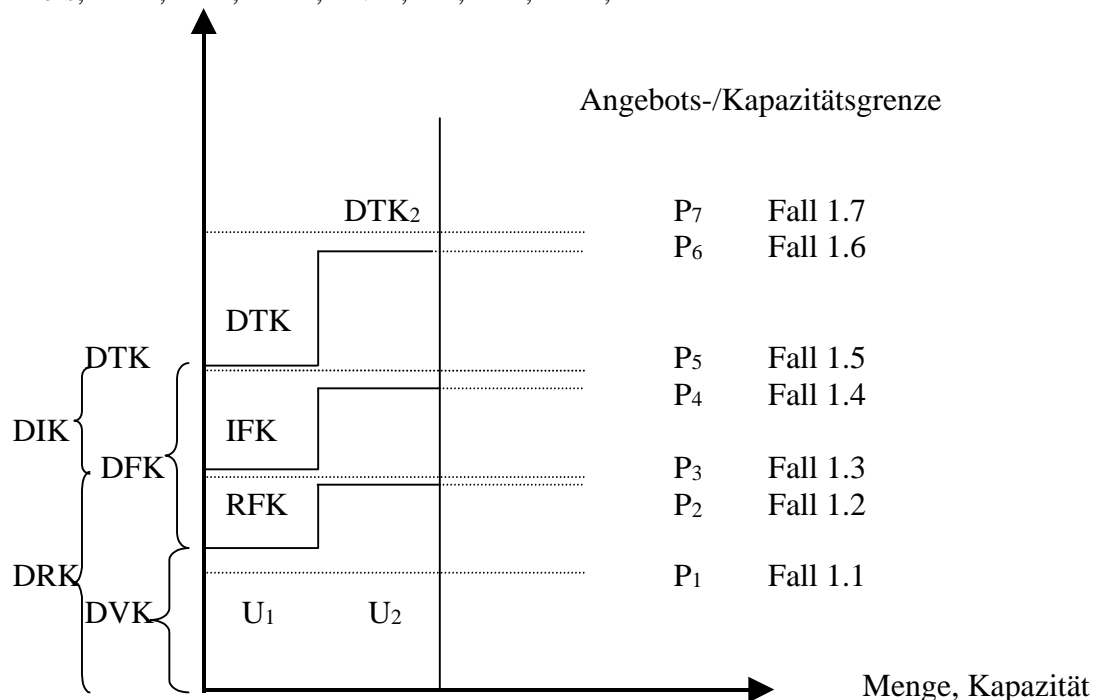 Angebots-/Kapazitätsgrenze
DTK2 P7 Fall 1.7
P6 Fall 1.6
DTK
DTK P5 Fall 1.5
P4 Fall 1.4
DIK IFK
DFK P3 Fall 1.3
RFK P2 Fall 1.2
DRK P1 Fall 1.1
DVK U1 U2
Menge, Kapazität